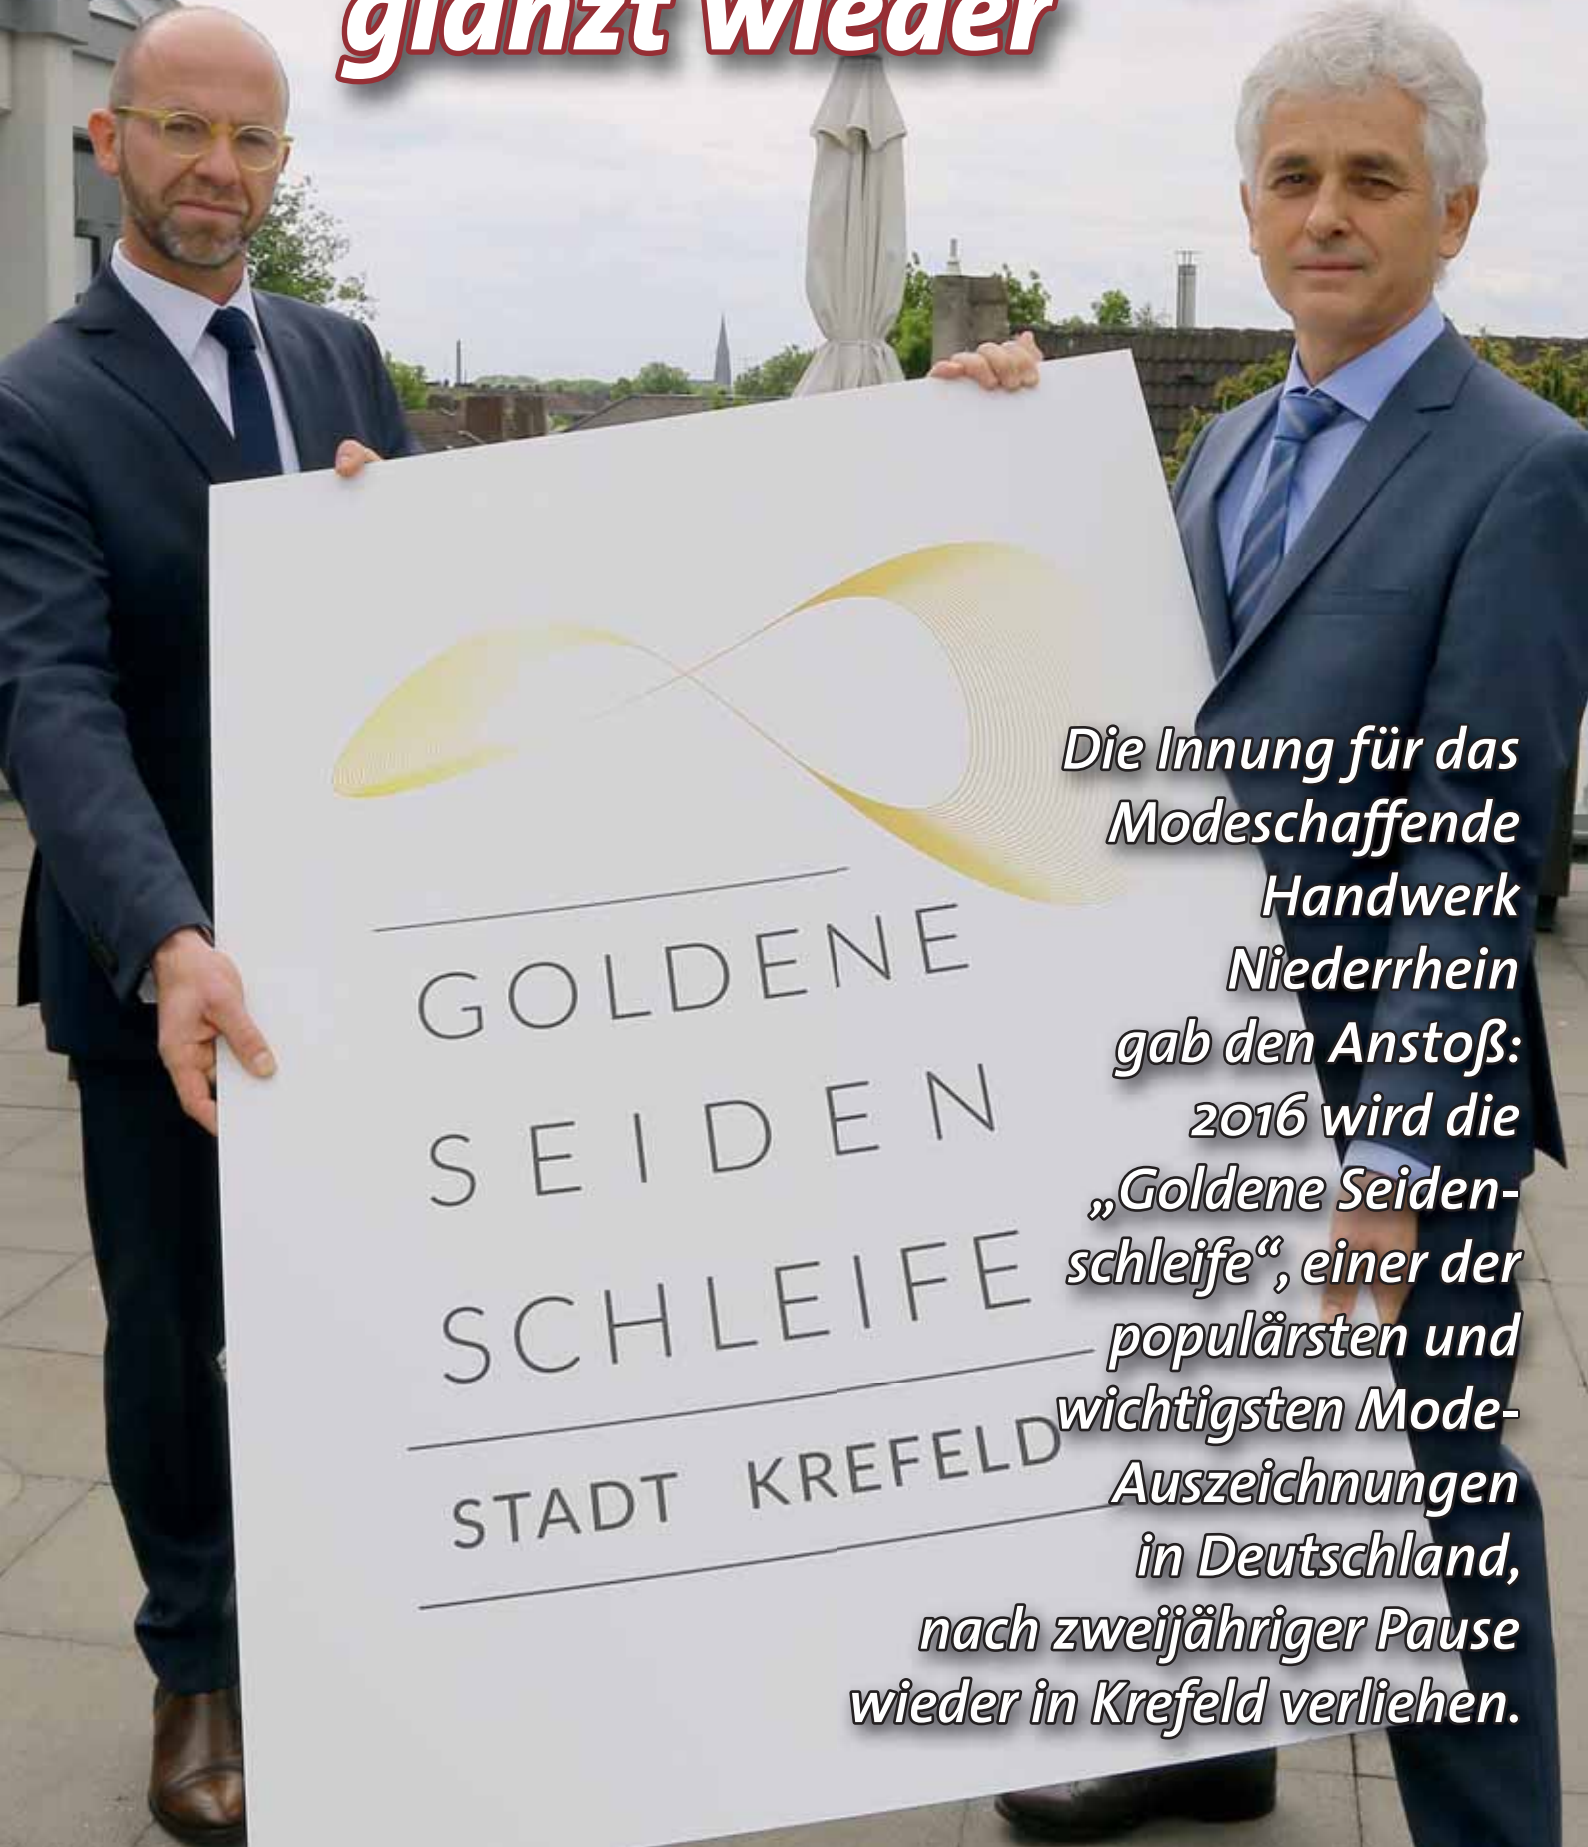 glänzt wieder
GOLDENE
SEIDEN
SCHLEIFE
STADT KREFELD
Die Innung für das
Modeschaffende
Handwerk
Niederrhein
gab den Anstoß:
2016 wird die
„Goldene Seiden-
schleife“, einer der
populärsten und
wichtigsten Mode-
Auszeichnungen
in Deutschland,
nach zweijähriger Pause
wieder in Krefeld verliehen.